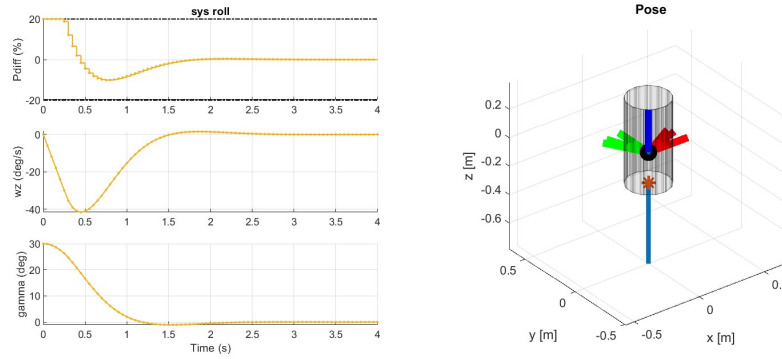 sys roll
20
0
-20
Pdiff (%)
0 0.5 1 1.5 2 2.5 3 3.5 4
0
-20
-40
wz (deg/s)
0 0.5 1 1.5 2 2.5 3 3.5 4
30
20
10
0
gamma (deg)
0 0.5 1 1.5 2 2.5 3 3.5 4
Time (s)
Pose
0.2
0
-0.2
-0.4
-0.6
z [m]
0.5
0
-0.5
y [m]
-0.5
0
x [m]